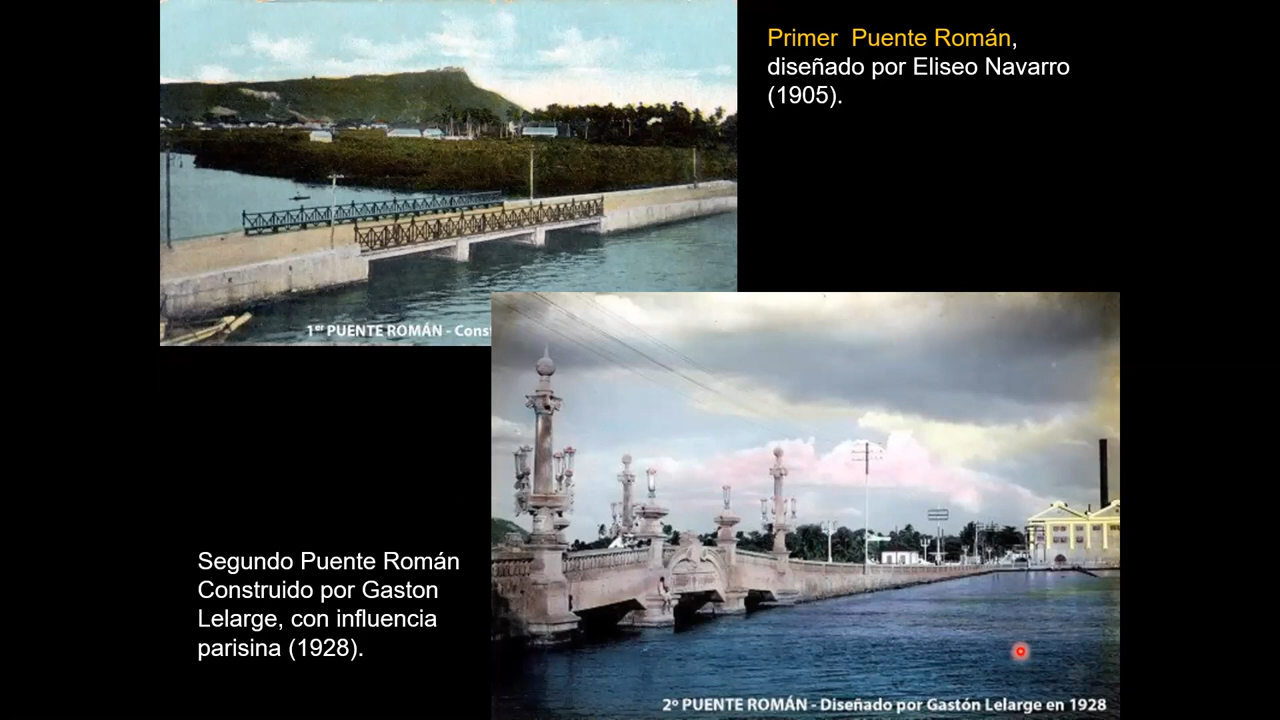 Primer  Puente Román,
diseñado por Eliseo Navarro
(1905).
1er PUENTE ROMÁN - Cons
Segundo Puente Román
Construido por Gaston
Lelarge, con influencia
parisina (1928).
2º PUENTE ROMÁN - Diseñado por Gastón Lelarge en 1928